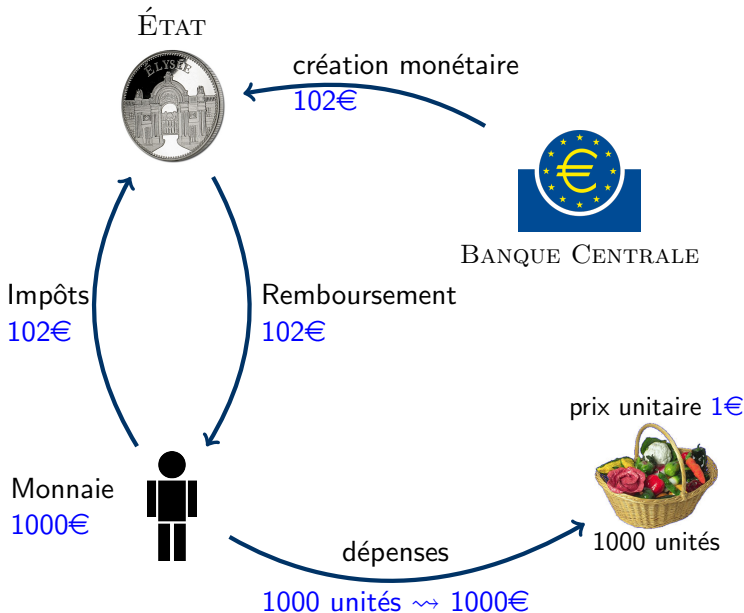 ÉTAT
ÉLYSÉE
création monétaire
102€
€
BANQUE CENTRALE
Impôts
102€
Remboursement
102€
prix unitaire 1€
Monnaie
1000€
1000 unités
dépenses
1000 unités ⇝ 1000€